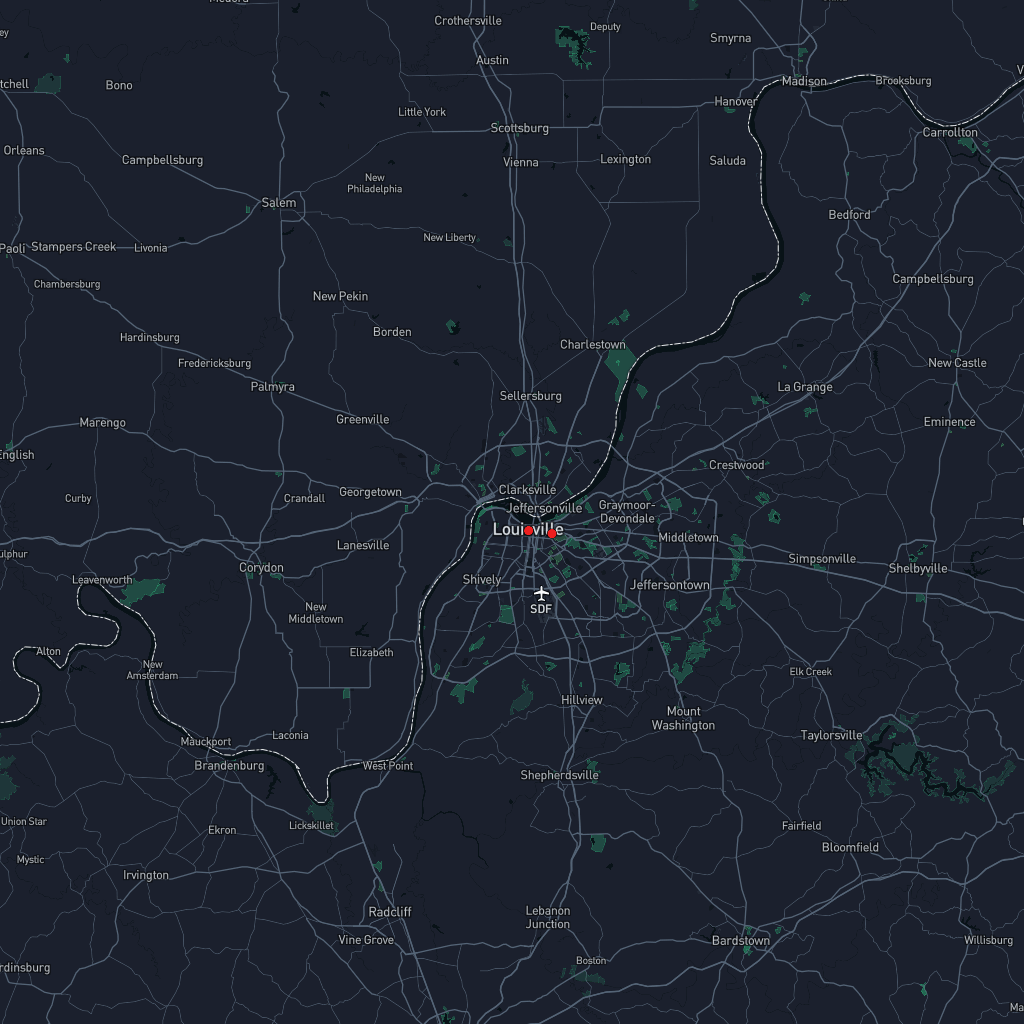 Crothersville
Deputy
Smyrna
Austin
Bono
Madison
Brooksburg
Hanover
Little York
Scottsburg
Carrollton
Orleans
Campbellsburg
Vienna
Lexington
Saluda
New
Philadelphia
Salem
Bedford
Paoli
Stampers Creek
Livonia
New Liberty
Chambersburg
Campbellsburg
New Pekin
Borden
Hardinsburg
Charlestown
Fredericksburg
New Castle
Palmyra
La Grange
Sellersburg
Marengo
Greenville
Eminence
English
Crestwood
Curby
Crandall
Georgetown
Clarksville
Jeffersonville
Graymoor-
Devondale
Louisville
Lanesville
Middletown
Simpsonville
Corydon
Shelbyville
Leavenworth
Shively
Jeffersontown
SDF
New
Middletown
Alton
Elizabeth
New
Amsterdam
Elk Creek
Hillview
Mount
Washington
Laconia
Mauckport
Taylorsville
Brandenburg
West Point
Shepherdsville
Union Star
Ekron
Lickskillet
Fairfield
Mystic
Bloomfield
Irvington
Radcliff
Lebanon
Junction
Vine Grove
Bardstown
Willisburg
Boston